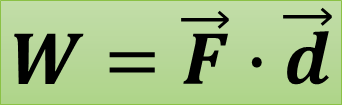 W = F⃗ · d⃗